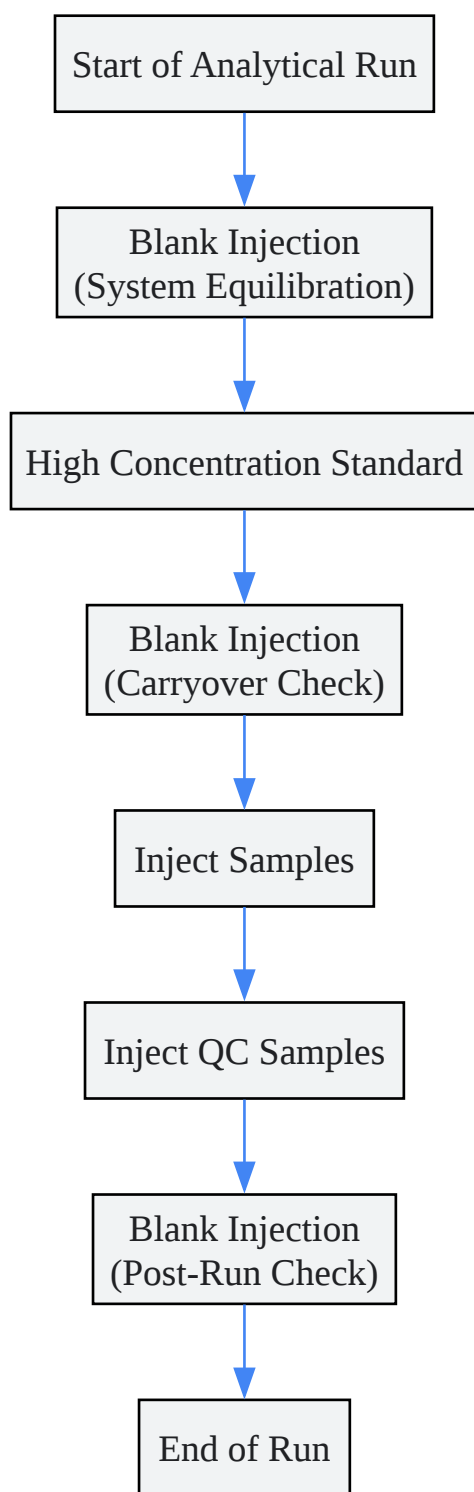 Start of Analytical Run
Blank Injection
(System Equilibration)
High Concentration Standard
Blank Injection
(Carryover Check)
Inject Samples
Inject QC Samples
Blank Injection
(Post-Run Check)
End of Run